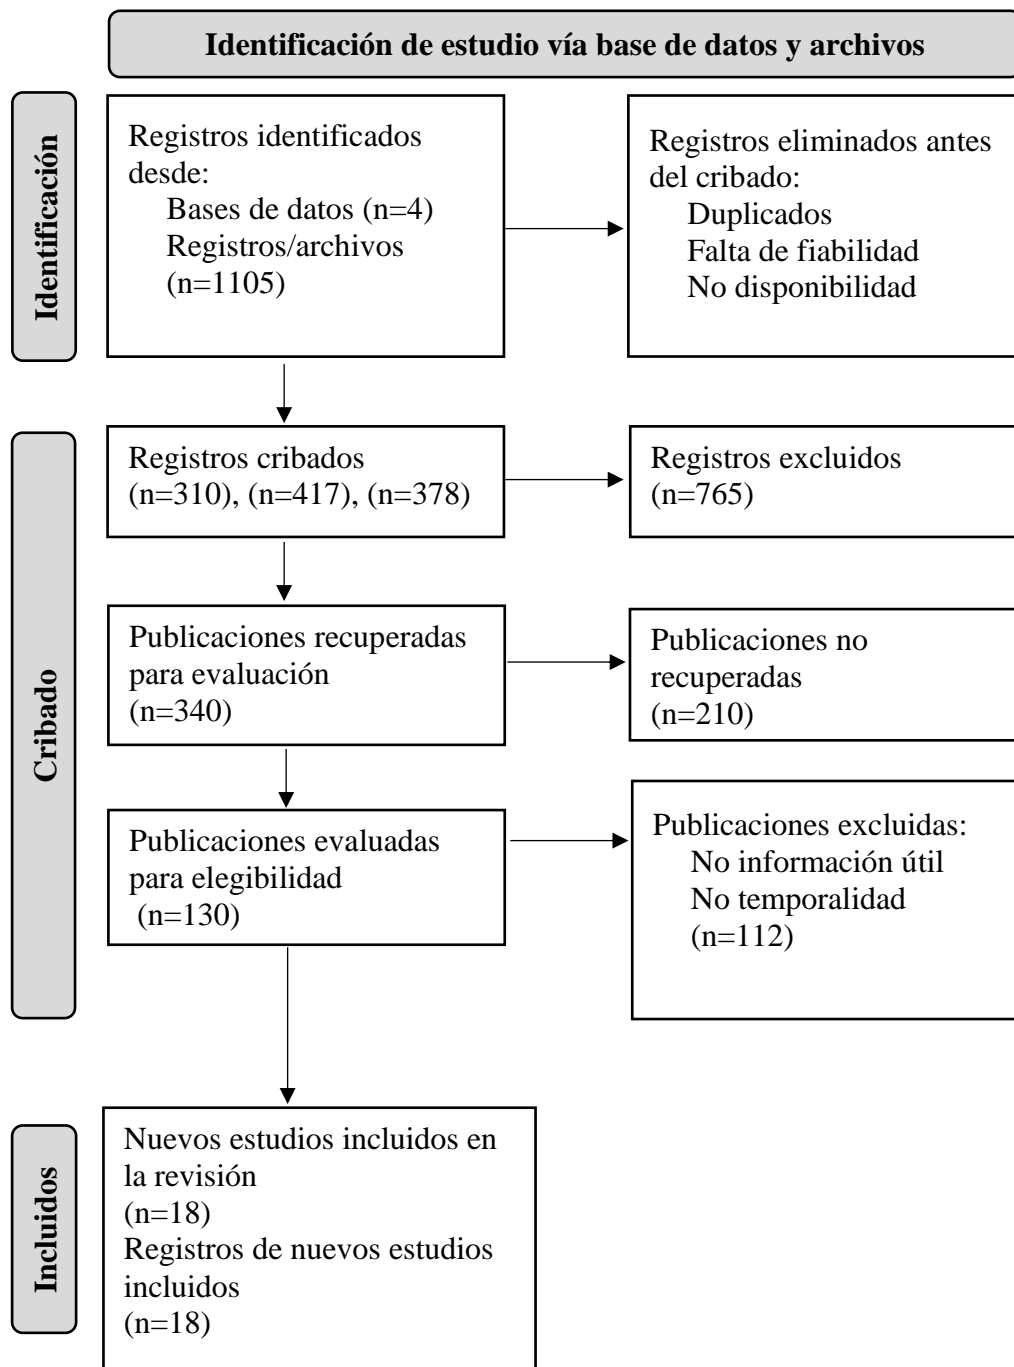 Identificación de estudio vía base de datos y archivos
Identificación
Registros identificados
desde:
Bases de datos (n=4)
Registros/archivos
(n=1105)
Registros eliminados antes
del cribado:
Duplicados
Falta de fiabilidad
No disponibilidad
Cribado
Registros cribados
(n=310), (n=417), (n=378)
Registros excluidos
(n=765)
Publicaciones recuperadas
para evaluación
(n=340)
Publicaciones no
recuperadas
(n=210)
Publicaciones evaluadas
para elegibilidad
(n=130)
Publicaciones excluidas:
No información útil
No temporalidad
(n=112)
Incluidos
Nuevos estudios incluidos en
la revisión
(n=18)
Registros de nuevos estudios
incluidos
(n=18)